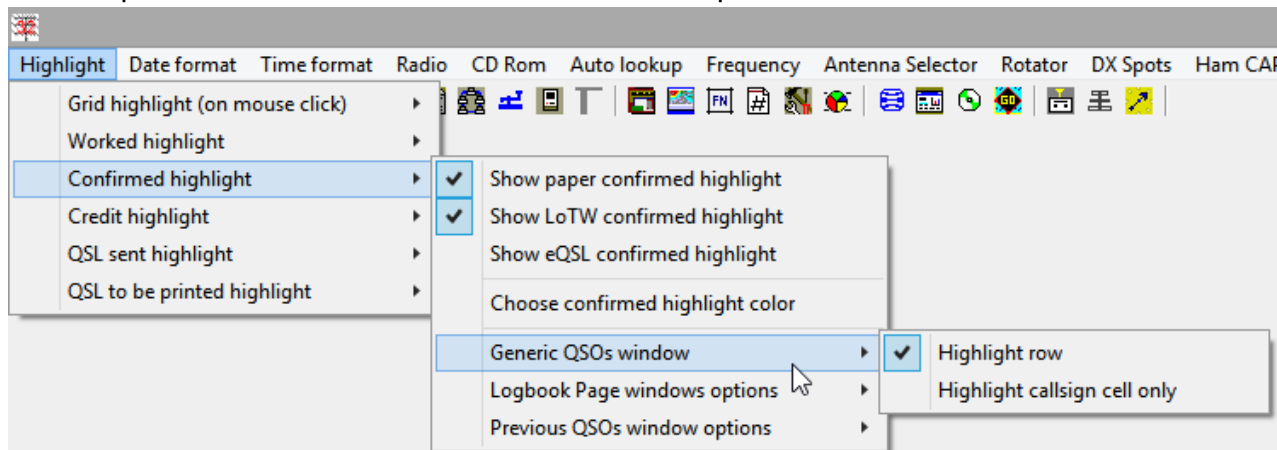 Highlight Date format Time format Radio CD Rom Auto lookup Frequency Antenna Selector Rotator DX Spots Ham CAP
Grid highlight (on mouse click)
Worked highlight
Confirmed highlight
Credit highlight
QSL sent highlight
QSL to be printed highlight
Show paper confirmed highlight
Show LoTW confirmed highlight
Show eQSL confirmed highlight
Choose confirmed highlight color
Generic QSOs window
Logbook Page windows options
Previous QSOs window options
Highlight row
Highlight callsign cell only